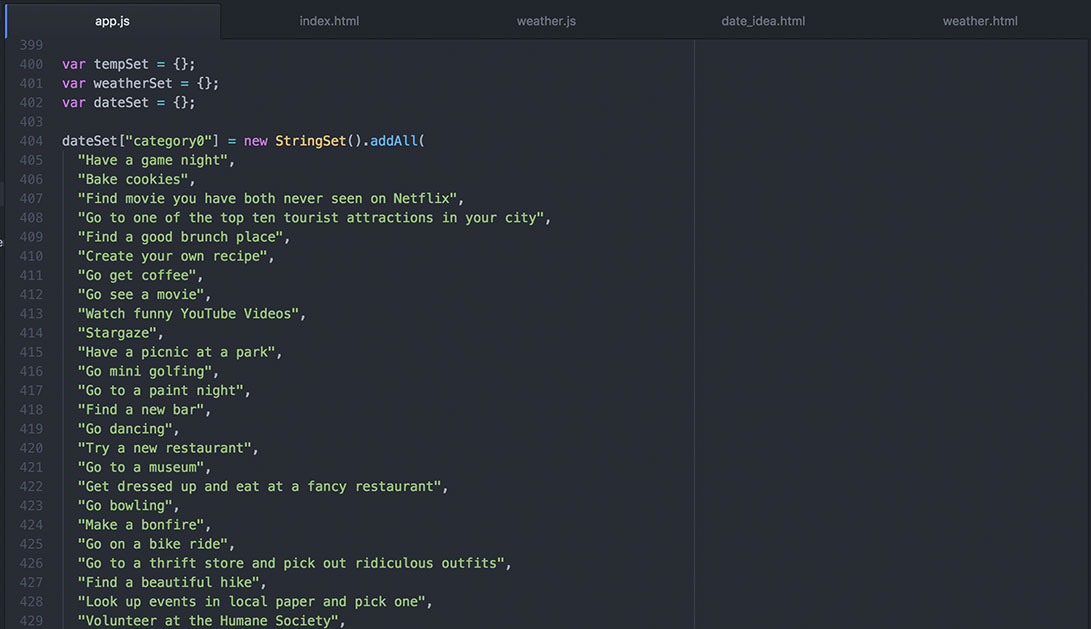 app.js index.html weather.js date_idea.html weather.html
399
400 var tempSet = {};
401 var weatherSet = {};
402 var dateSet = {};
403
404 dateSet["category0"] = new StringSet().addAll(
405 "Have a game night",
406 "Bake cookies",
407 "Find movie you have both never seen on Netflix",
408 "Go to one of the top ten tourist attractions in your city",
409 "Find a good brunch place",
410 "Create your own recipe",
411 "Go get coffee",
412 "Go see a movie",
413 "Watch funny YouTube Videos",
414 "Stargaze",
415 "Have a picnic at a park",
416 "Go mini golfing",
417 "Go to a paint night",
418 "Find a new bar",
419 "Go dancing",
420 "Try a new restaurant",
421 "Go to a museum",
422 "Get dressed up and eat at a fancy restaurant",
423 "Go bowling",
424 "Make a bonfire",
425 "Go on a bike ride",
426 "Go to a thrift store and pick out ridiculous outfits",
427 "Find a beautiful hike",
428 "Look up events in local paper and pick one",
429 "Volunteer at the Humane Society",